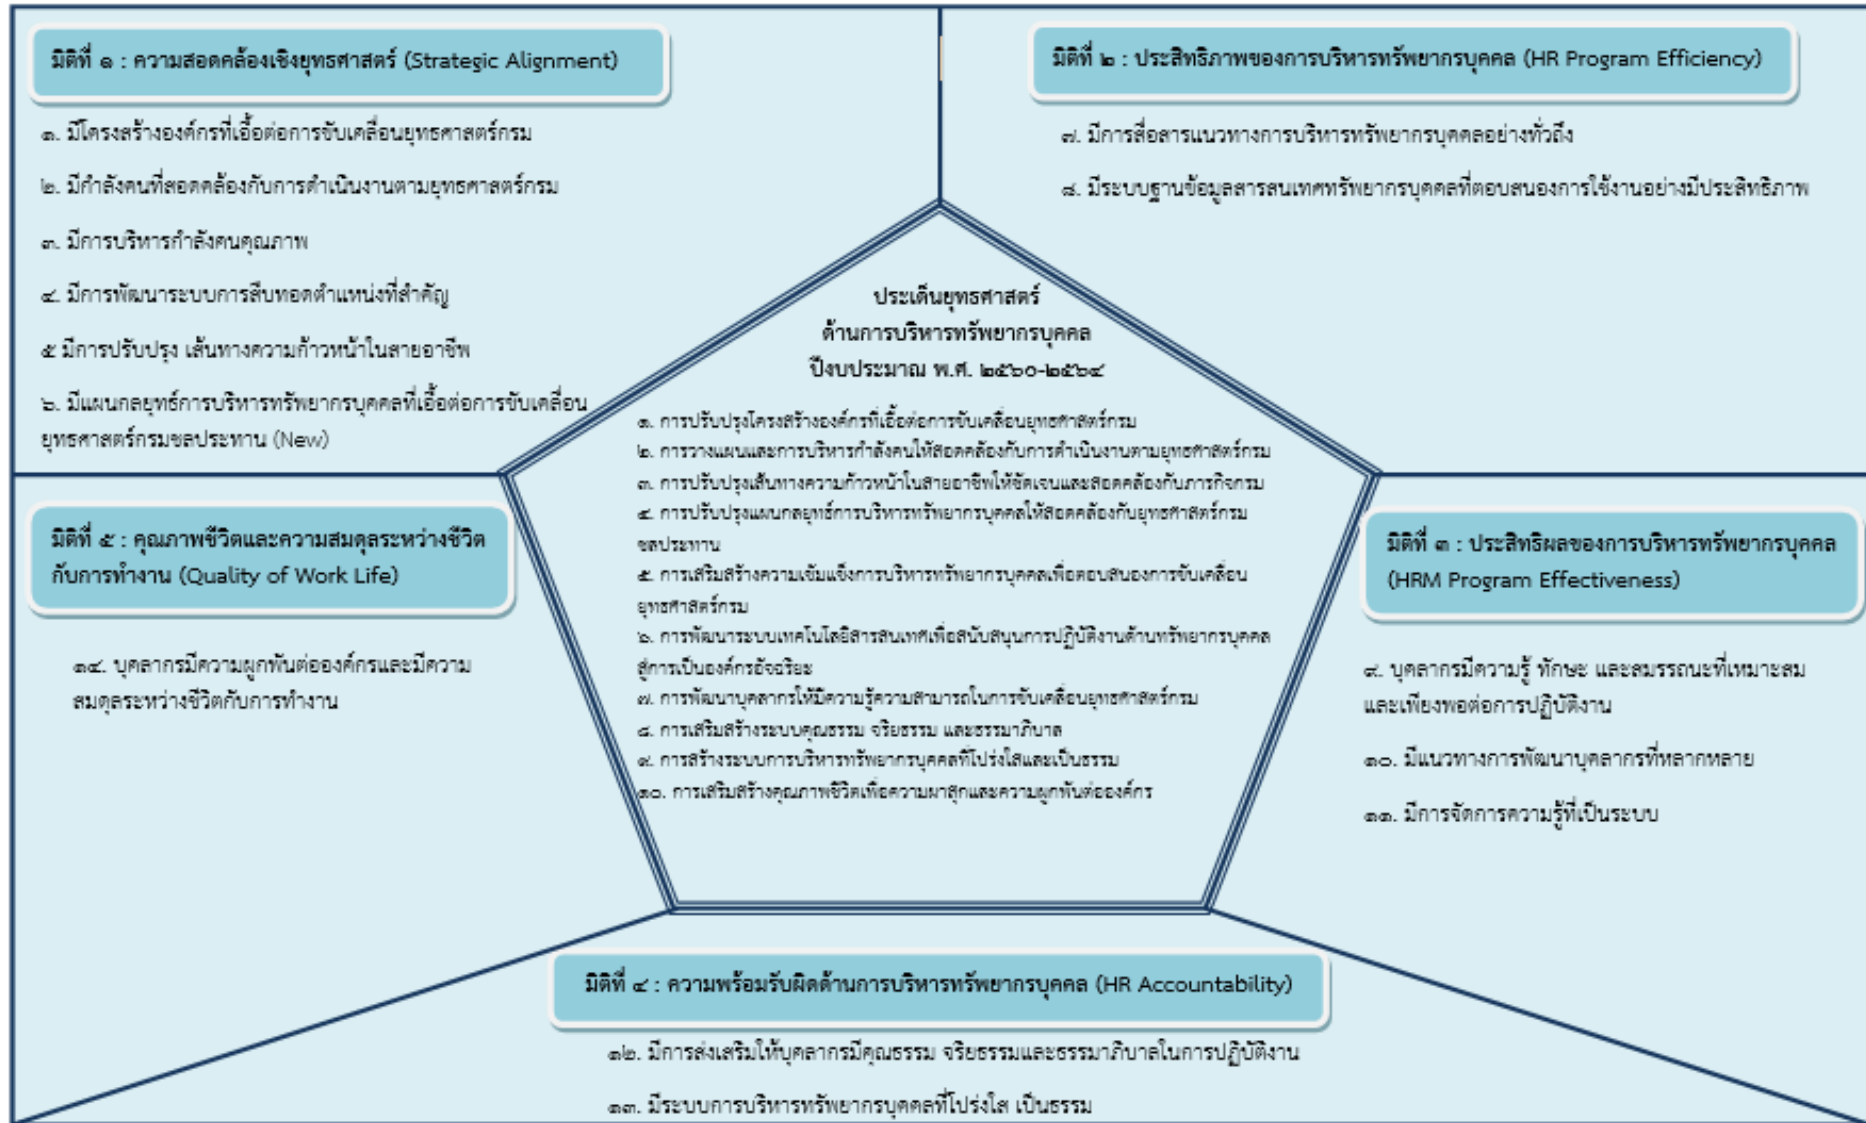 มิติที่ ๑ : ความสอดคล้องเชิงยุทธศาสตร์ (Strategic Alignment)
๑. มีโครงสร้างองค์กรที่เอื้อต่อการขับเคลื่อนยุทธศาสตร์กรม
๒. มีกำลังคนที่สอดคล้องกับการดำเนินงานตามยุทธศาสตร์กรม
๓. มีการบริหารกำลังคนคุณภาพ
๔. มีการพัฒนาระบบการสืบทอดตำแหน่งที่สำคัญ
๕ มีการปรับปรุง เส้นทางความก้าวหน้าในสายอาชีพ
๖. มีแผนกลยุทธ์การบริหารทรัพยากรบุคคลที่เอื้อต่อการขับเคลื่อน
ยุทธศาสตร์กรมชลประทาน (New)
มิติที่ ๒ : ประสิทธิภาพของการบริหารทรัพยากรบุคคล (HR Program Efficiency)
๗. มีการสื่อสารแนวทางการบริหารทรัพยากรบุคคลอย่างทั่วถึง
๘. มีระบบฐานข้อมูลสารสนเทศทรัพยากรบุคคลที่ตอบสนองการใช้งานอย่างมีประสิทธิภาพ
ประเด็นยุทธศาสตร์
ด้านการบริหารทรัพยากรบุคคล
ปีงบประมาณ พ.ศ. ๒๕๖๐-๒๕๖๔
๑. การปรับปรุงโครงสร้างองค์กรที่เอื้อต่อการขับเคลื่อนยุทธศาสตร์กรม
๒. การวางแผนและการบริหารกำลังคนให้สอดคล้องกับการดำเนินงานตามยุทธศาสตร์กรม
๓. การปรับปรุงเส้นทางความก้าวหน้าในสายอาชีพให้ชัดเจนและสอดคล้องกับภารกิจกรม
๔. การปรับปรุงแผนกลยุทธ์การบริหารทรัพยากรบุคคลให้สอดคล้องกับยุทธศาสตร์กรม
ชลประทาน
๕. การเสริมสร้างความเข้มแข็งการบริหารทรัพยากรบุคคลเพื่อตอบสนองการขับเคลื่อน
ยุทธศาสตร์กรม
๖. การพัฒนาระบบเทคโนโลยีสารสนเทศเพื่อสนับสนุนการปฏิบัติงานด้านทรัพยากรบุคคล
สู่การเป็นองค์กรอัจฉริยะ
๗. การพัฒนาบุคลากรให้มีความรู้ความสามารถในการขับเคลื่อนยุทธศาสตร์กรม
๘. การเสริมสร้างระบบคุณธรรม จริยธรรม และธรรมาภิบาล
๙. การสร้างระบบการบริหารทรัพยากรบุคคลที่โปร่งใสและเป็นธรรม
๑๐. การเสริมสร้างคุณภาพชีวิตเพื่อความผาสุกและความผูกพันต่อองค์กร
มิติที่ ๕ : คุณภาพชีวิตและความสมดุลระหว่างชีวิต
กับการทำงาน (Quality of Work Life)
๑๔. บุคลากรมีความผูกพันต่อองค์กรและมีความ
สมดุลระหว่างชีวิตกับการทำงาน
มิติที่ ๓ : ประสิทธิผลของการบริหารทรัพยากรบุคคล
(HRM Program Effectiveness)
๙. บุคลากรมีความรู้ ทักษะ และสมรรถนะที่เหมาะสม
และเพียงพอต่อการปฏิบัติงาน
๑๐. มีแนวทางการพัฒนาบุคลากรที่หลากหลาย
๑๑. มีการจัดการความรู้ที่เป็นระบบ
มิติที่ ๔ : ความพร้อมรับผิดด้านการบริหารทรัพยากรบุคคล (HR Accountability)
๑๒. มีการส่งเสริมให้บุคลากรมีคุณธรรม จริยธรรมและธรรมาภิบาลในการปฏิบัติงาน
๑๓. มีระบบการบริหารทรัพยากรบุคคลที่โปร่งใส เป็นธรรม